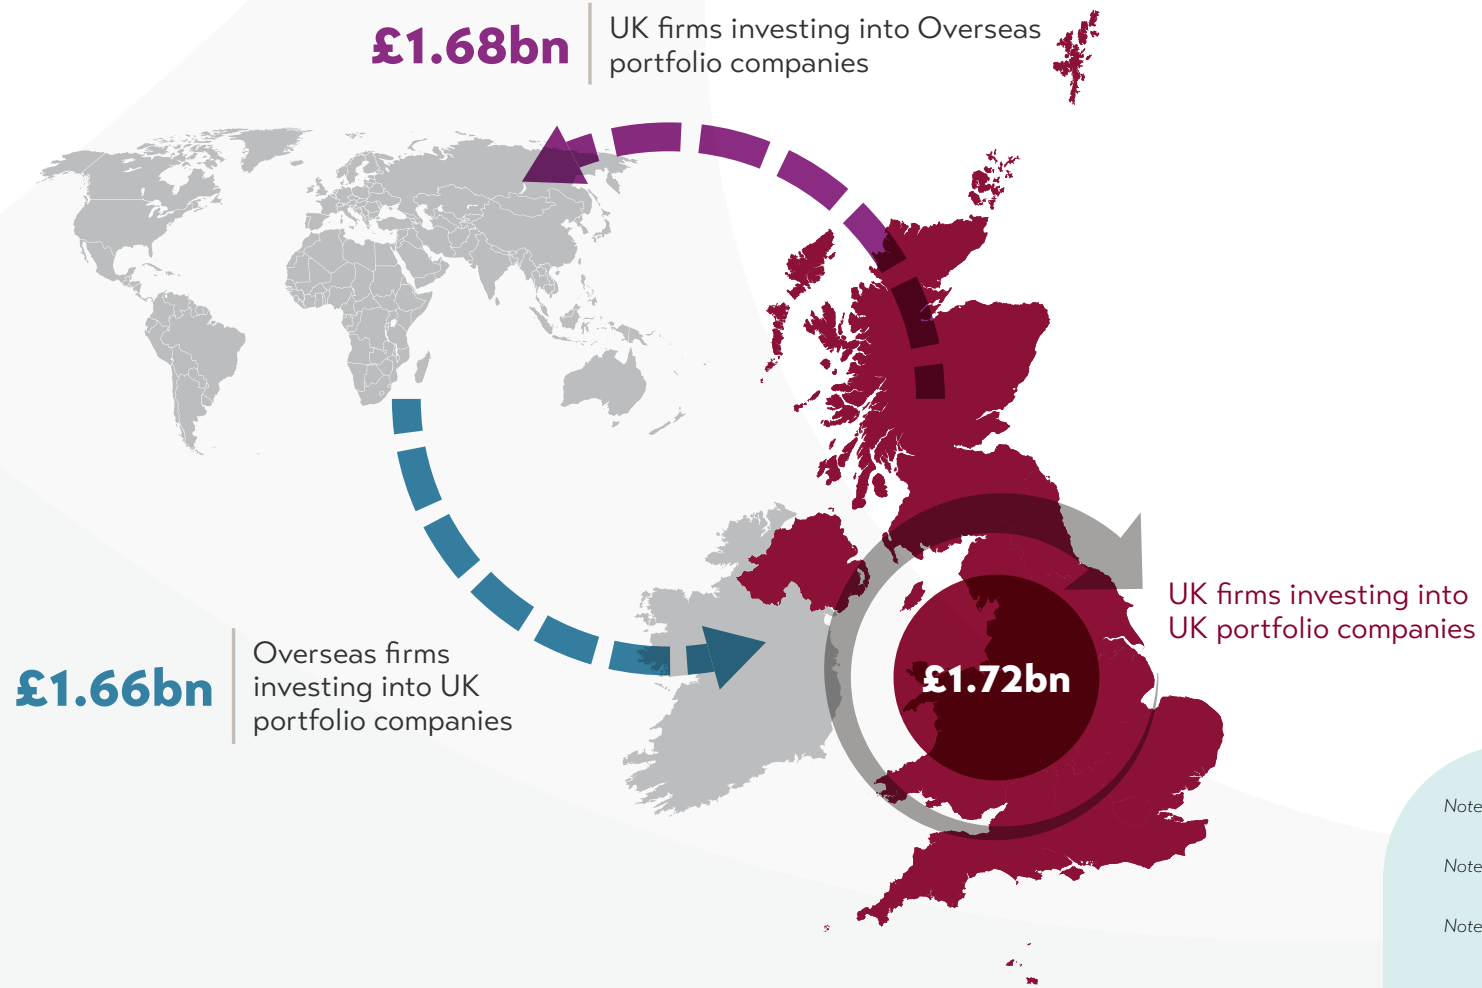 £1.68bn
UK firms investing into Overseas
portfolio companies
UK firms investing into
UK portfolio companies
£1.72bn
£1.66bn
Overseas firms
investing into UK
portfolio companies
Note
Note
Note